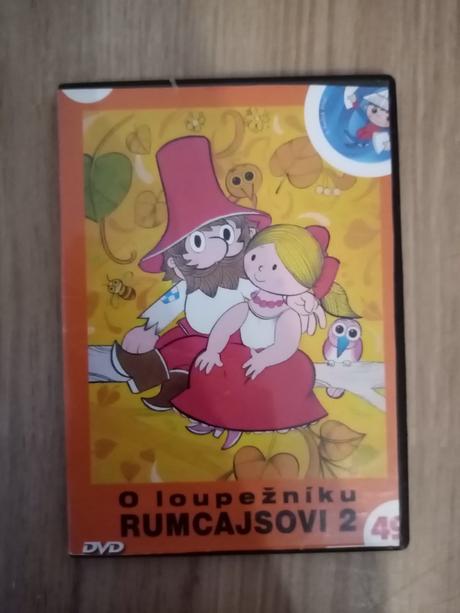 O loupežníku
RUMCAJSOVI 2
49
DVD